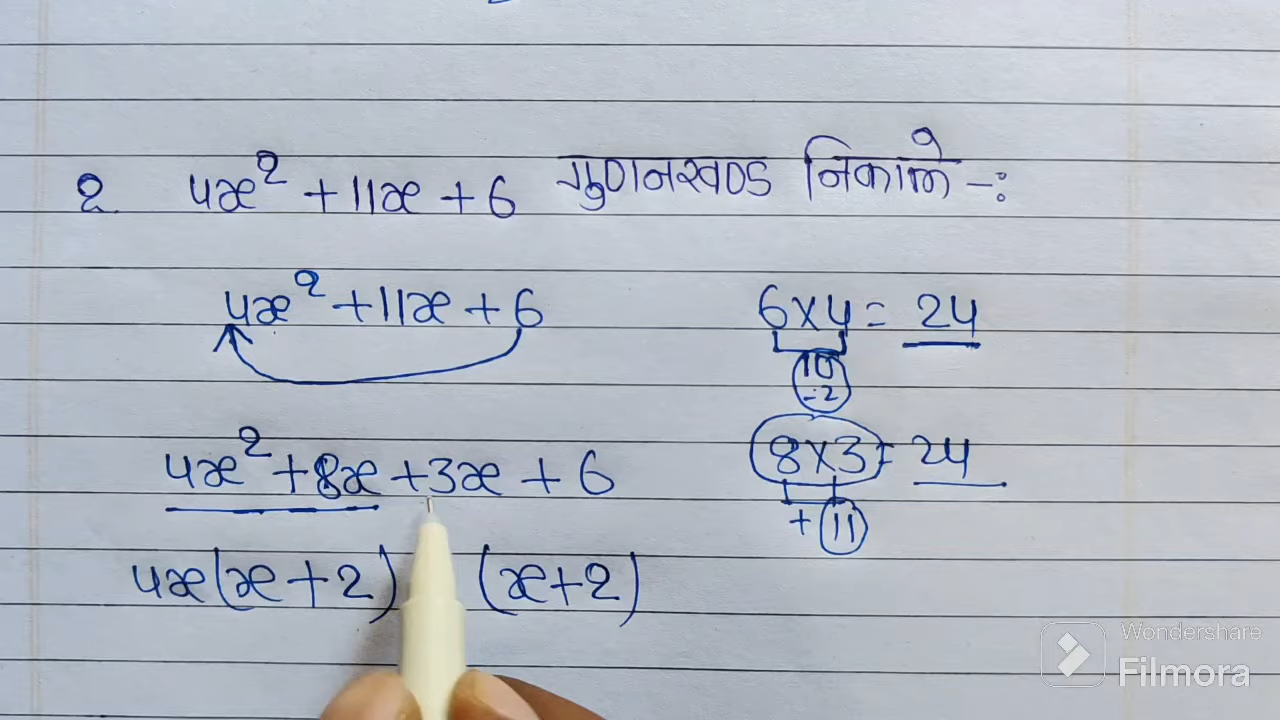 2 4x² + 11x + 6 गुणनखण्ड निकाले -:
4x² + 11x + 6
6 x 4 = 24
10
-2
4x² + 8x + 3x + 6
8 x 3 = 24
+ 11
4x(x + 2) (x + 2)
Wondershare
Filmora